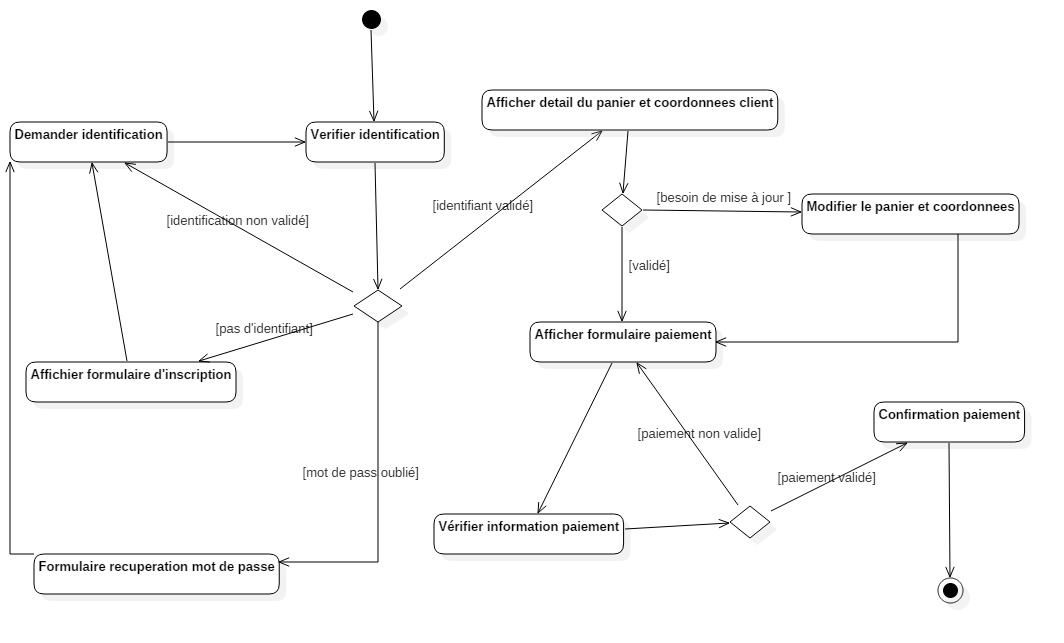 Afficher detail du panier et coordonnees client
Demander identification
Verifier identification
[identification non validé]
[identifiant validé]
[besoin de mise à jour ]
Modifier le panier et coordonnees
[validé]
[pas d'identifiant]
Afficher formulaire paiement
Affichier formulaire d'inscription
[paiement non valide]
Confirmation paiement
[mot de pass oublié]
[paiement validé]
Vérifier information paiement
Formulaire recuperation mot de passe